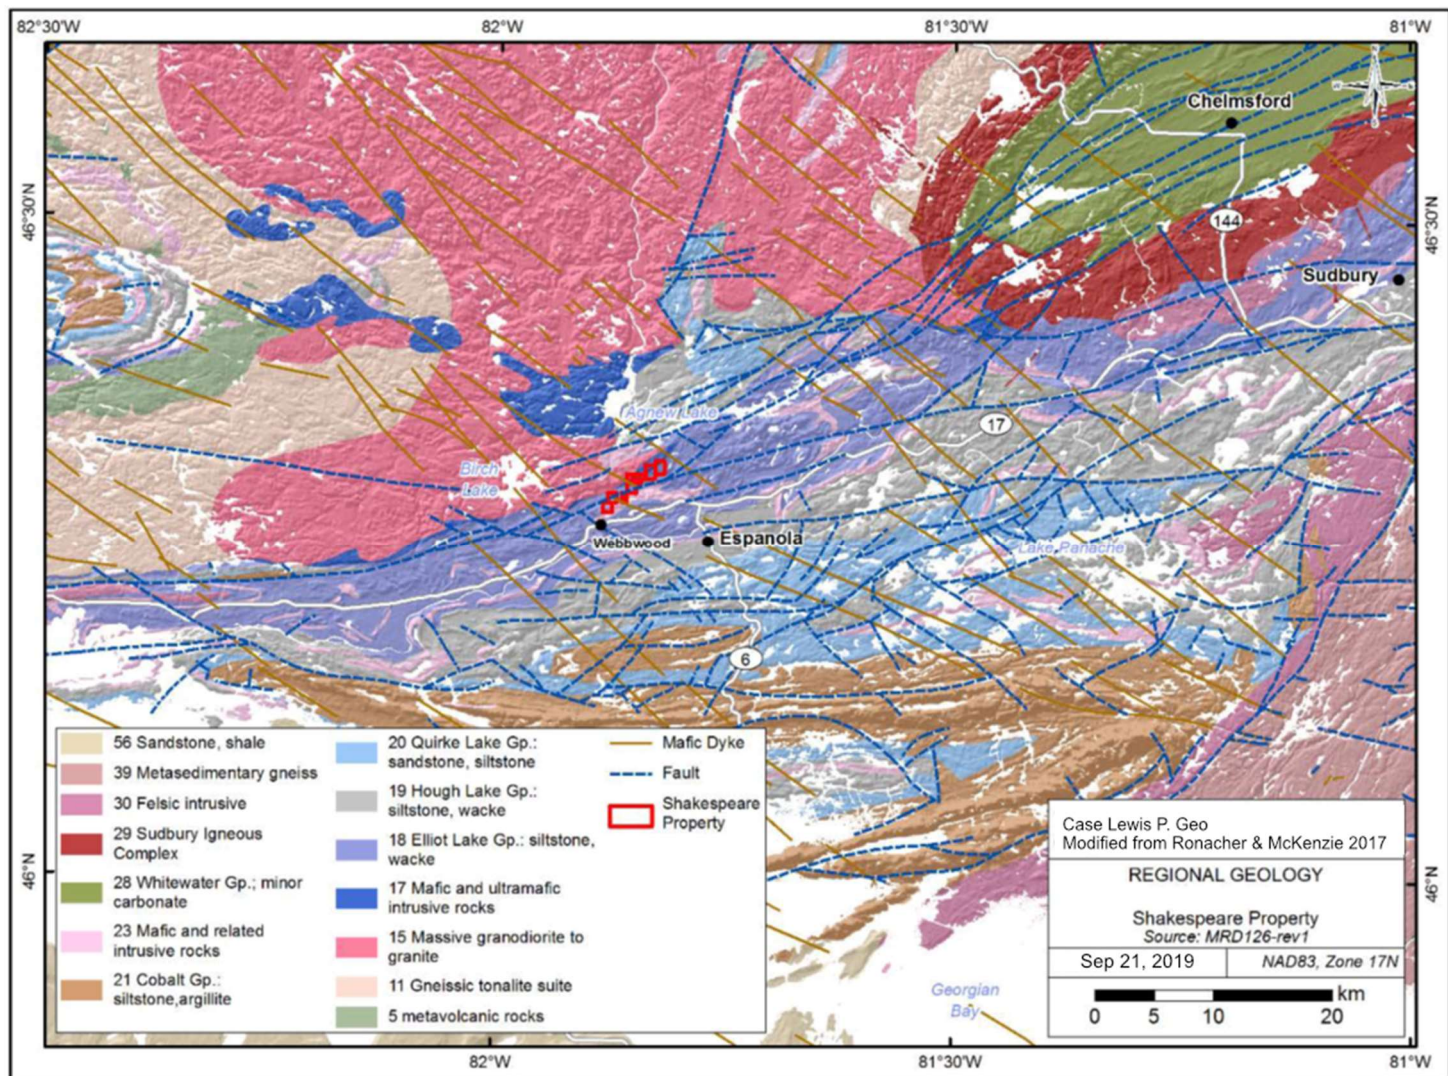 82°30'W
82°W
81°30'W
81°W
46°30'N
46°30'N
Chelmsford
N
W
S
144
Sudbury
Agnew Lake
17
Birch
Lake
Webbwood
Espanola
Lake Panache
6
56 Sandstone, shale
39 Metasedimentary gneiss
30 Felsic intrusive
29 Sudbury Igneous
Complex
28 Whitewater Gp.; minor
carbonate
23 Mafic and related
intrusive rocks
21 Cobalt Gp.:
siltstone,argillite
20 Quirke Lake Gp.:
sandstone, siltstone
19 Hough Lake Gp.:
siltstone, wacke
18 Elliot Lake Gp.: siltstone,
wacke
17 Mafic and ultramafic
intrusive rocks
15 Massive granodiorite to
granite
11 Gneissic tonalite suite
5 metavolcanic rocks
Mafic Dyke
Fault
Shakespeare
Property
46°N
46°N
Case Lewis P. Geo
Modified from Ronacher & McKenzie 2017
REGIONAL GEOLOGY
Shakespeare Property
Source: MRD126-rev1
Sep 21, 2019
NAD83, Zone 17N
km
0 5 10 20
Georgian
Bay
82°W
81°30'W
81°W